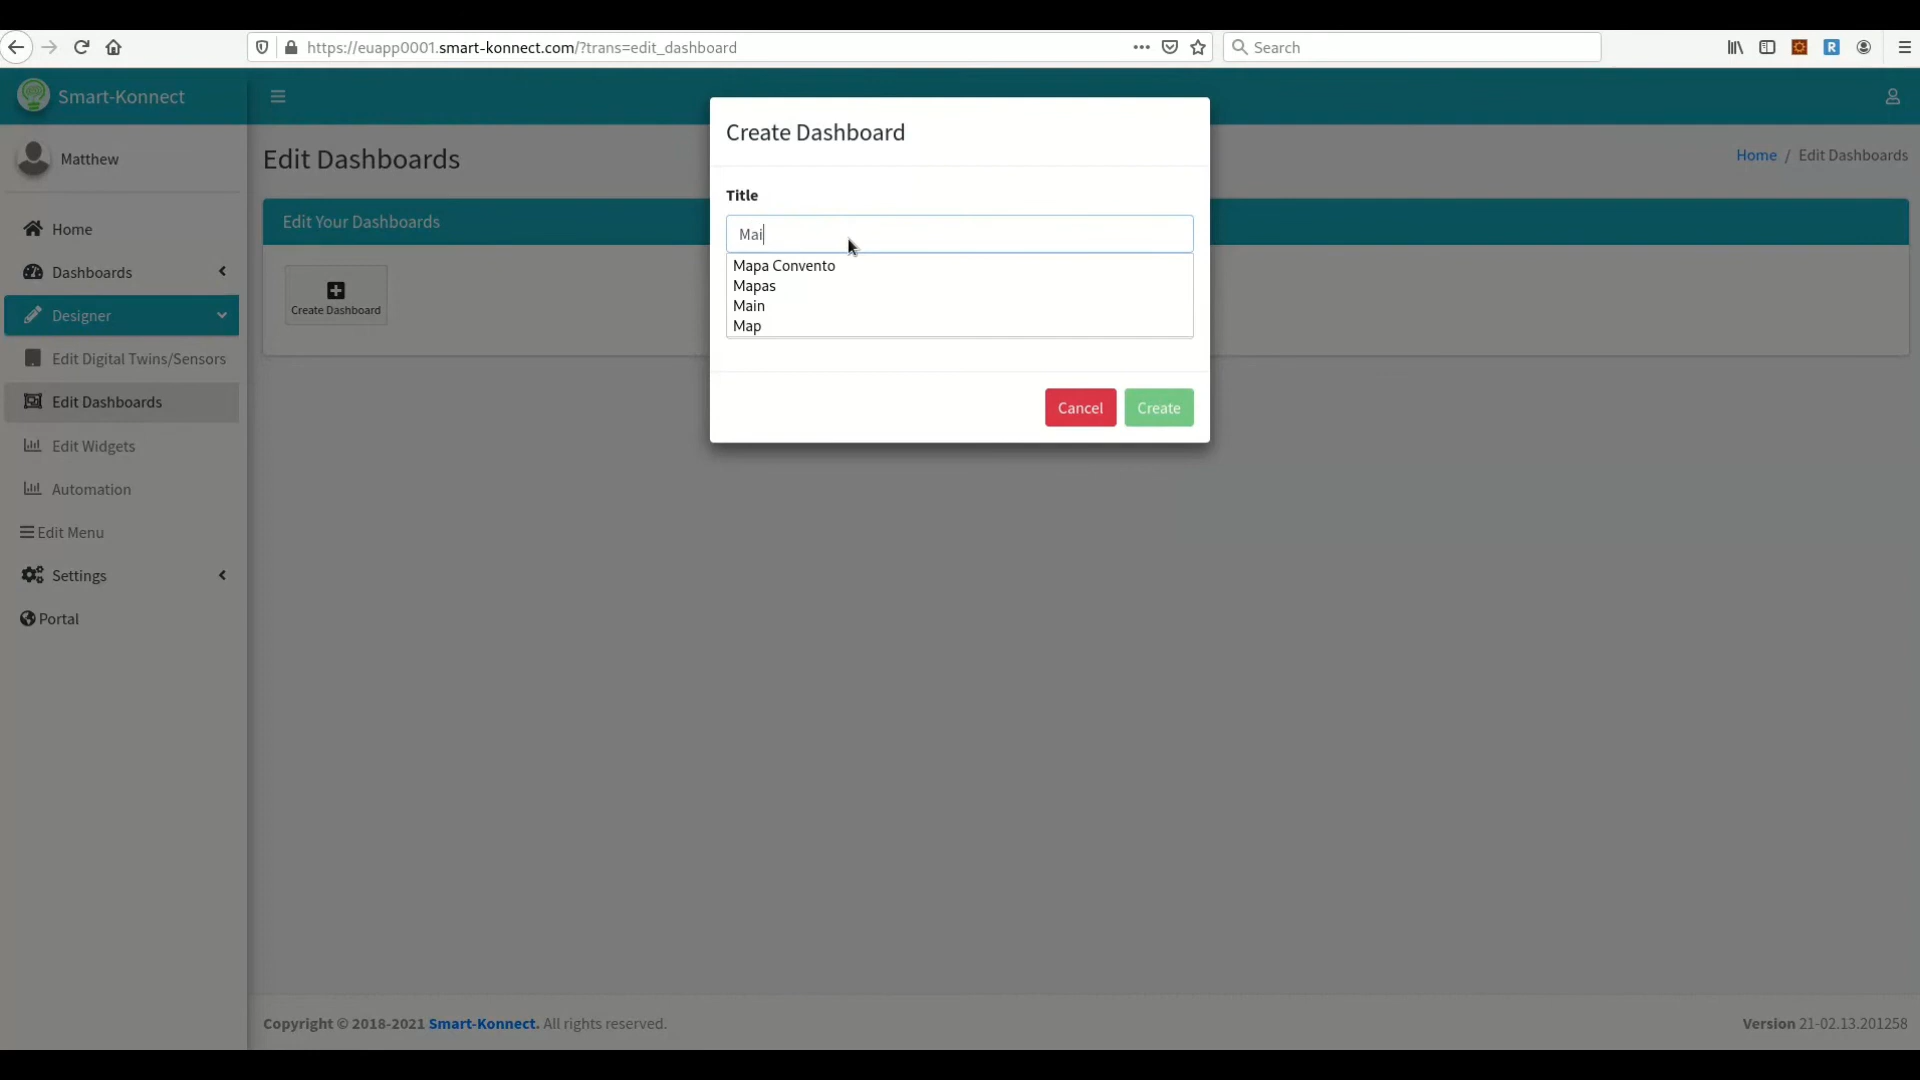 https://euapp0001.smart-konnect.com/?trans=edit_dashboard
Search
R
Smart-Konnect
Matthew
Home
Dashboards
Designer
Edit Digital Twins/Sensors
Edit Dashboards
Edit Widgets
Automation
Edit Menu
Settings
Portal
Edit Dashboards
Home / Edit Dashboards
Edit Your Dashboards
Create Dashboard
Create Dashboard
Title
Mai
Mapa Convento
Mapas
Main
Map
Cancel
Create
Copyright © 2018-2021 Smart-Konnect. All rights reserved.
Version 21-02.13.201258